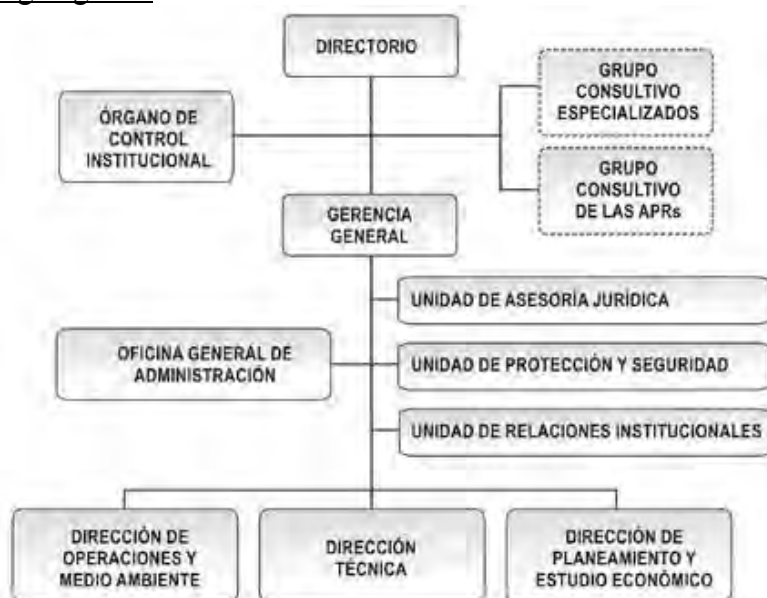 DIRECTORIO
GRUPO
CONSULTIVO
ESPECIALIZADOS
ÓRGANO DE
CONTROL
INSTITUCIONAL
GRUPO
CONSULTIVO
DE LAS APRs
GERENCIA
GENERAL
UNIDAD DE ASESORÍA JURÍDICA
OFICINA GENERAL DE
ADMINISTRACIÓN
UNIDAD DE PROTECCIÓN Y SEGURIDAD
UNIDAD DE RELACIONES INSTITUCIONALES
DIRECCIÓN DE
OPERACIONES Y
MEDIO AMBIENTE
DIRECCIÓN
TÉCNICA
DIRECCIÓN DE
PLANEAMIENTO Y
ESTUDIO ECONÓMICO